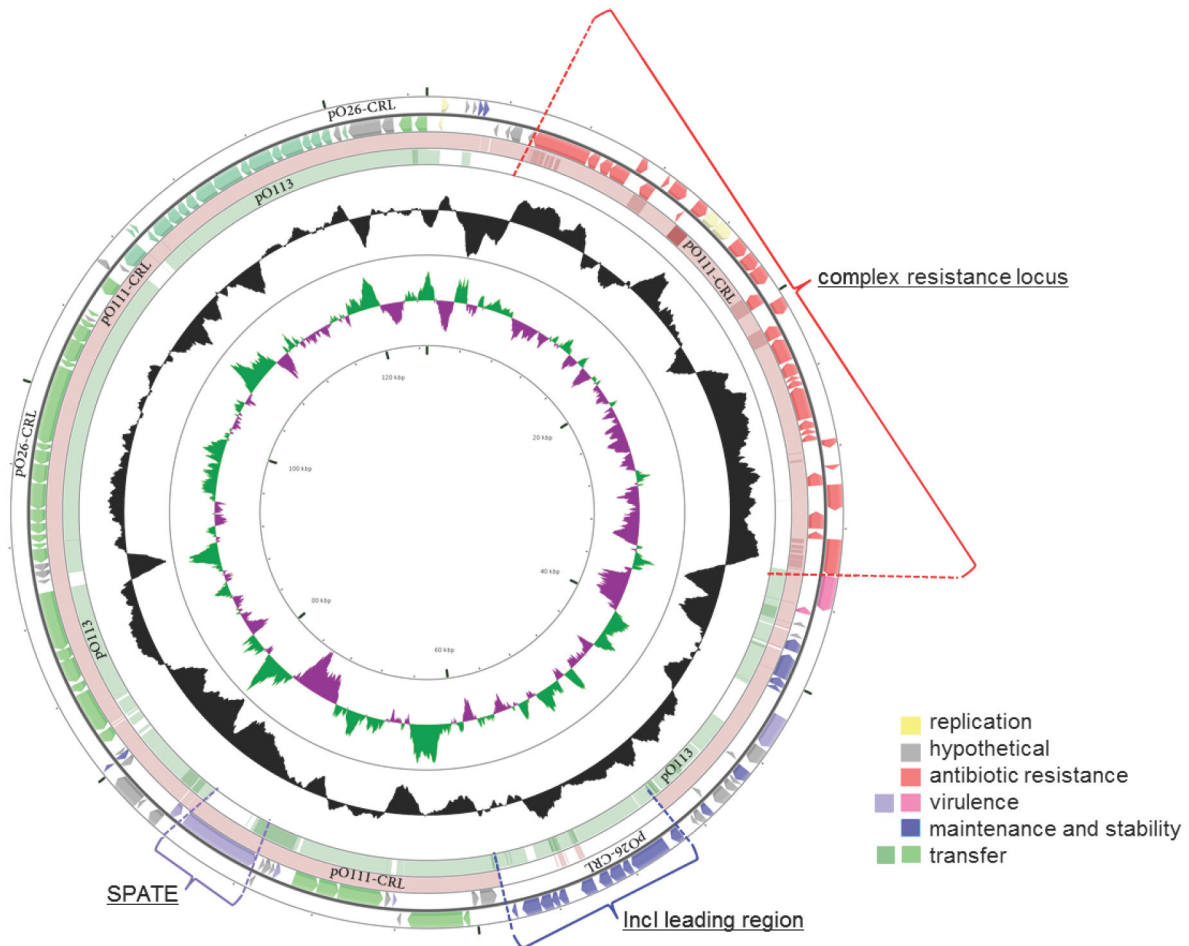 pO26-CRL
pO113
pO111-CRL
complex resistance locus
pO111-CRL
120 kbp
20 kbp
pO26-CRL
100 kbp
40 kbp
80 kbp
pO113
60 kbp
replication
hypothetical
antibiotic resistance
virulence
maintenance and stability
transfer
pO113
pO26-CRL
pO111-CRL
SPATE
IncI leading region